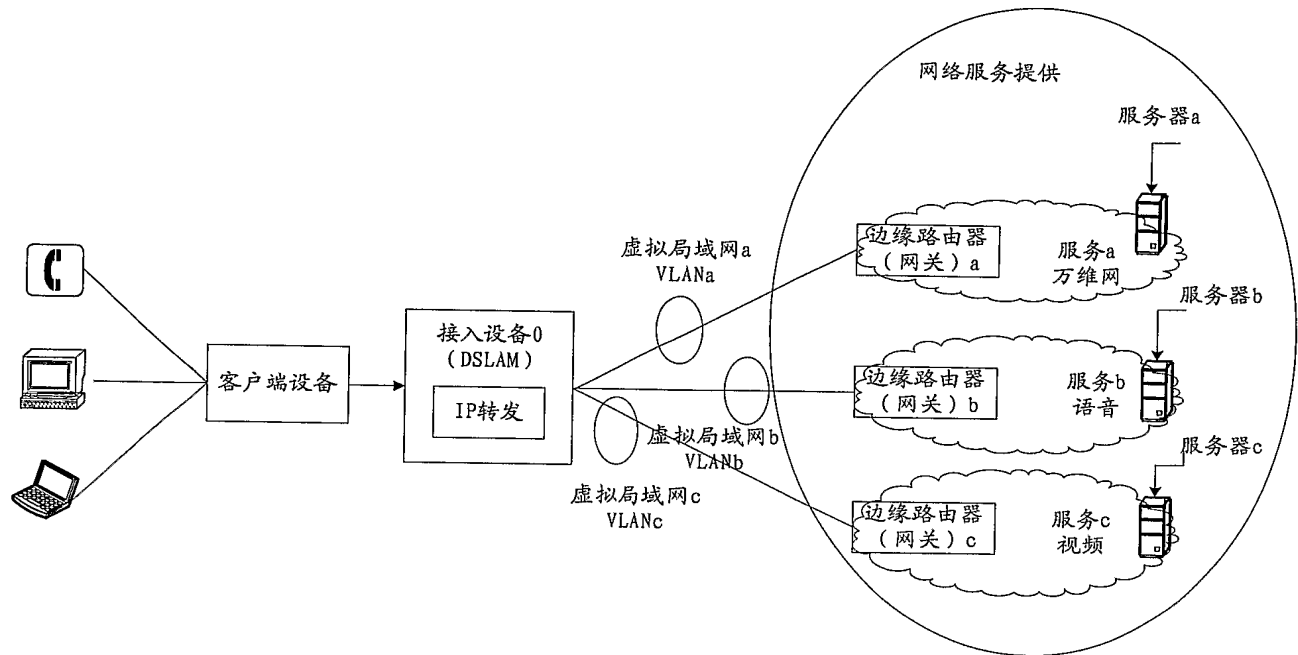 网络服务提供
服务器a
边缘路由器
(网关)a
服务a
万维网
虚拟局域网a
VLANa
服务器b
接入设备0
(DSLAM)
IP转发
客户端设备
边缘路由器
(网关)b
服务b
语音
虚拟局域网b
VLANb
服务器c
虚拟局域网c
VLANc
边缘路由器
(网关)c
服务c
视频